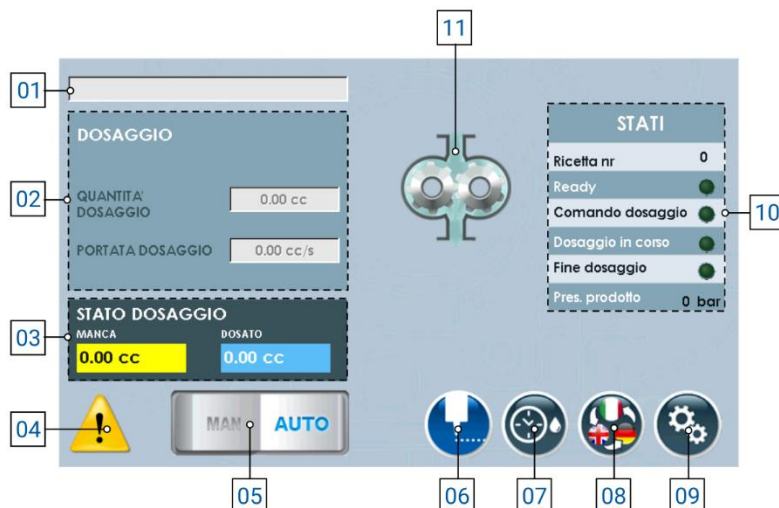 11
01
DOSAGGIO
STATI
Ricetta nr 0
02
QUANTITA'
DOSAGGIO
0.00 cc
Ready
Comando dosaggio
10
PORTATA DOSAGGIO 0.00 cc/s
Dosaggio in corso
Fine dosaggio
Pres. prodotto 0 bar
STATO DOSAGGIO
03
MANCA DOSATO
0.00 cc 0.00 cc
04
MAN AUTO
05
06
07
08
09